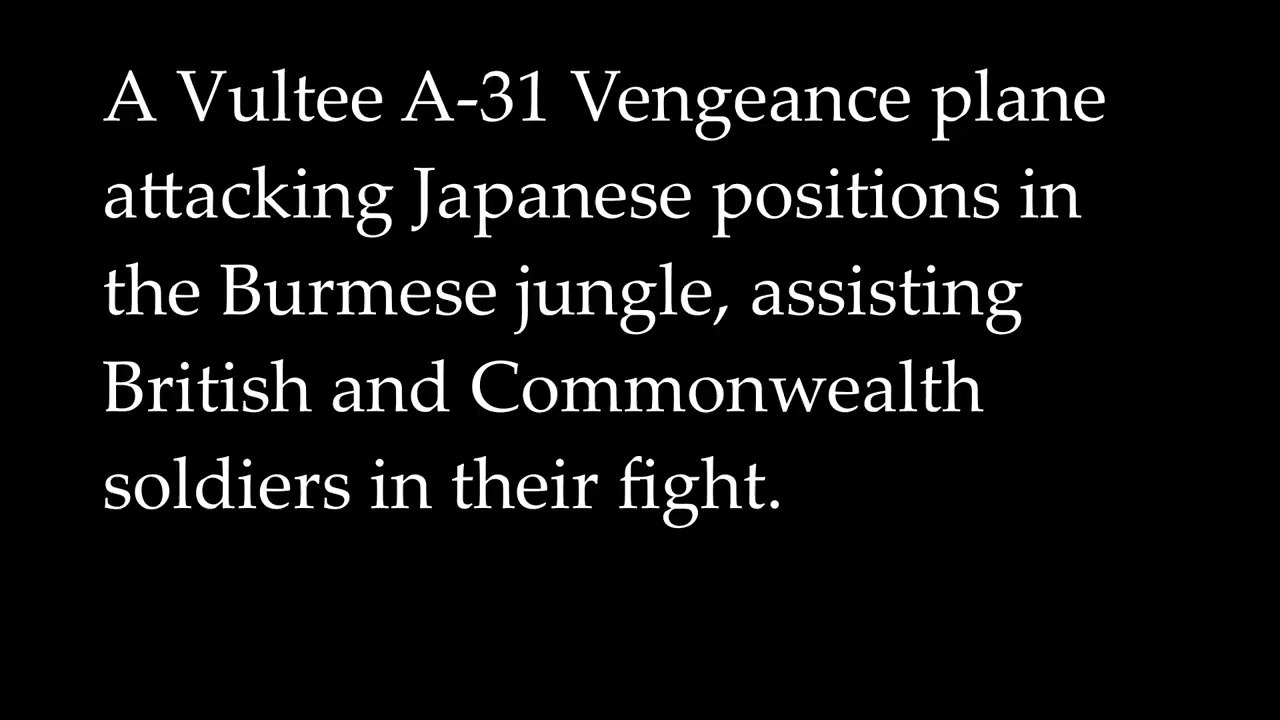 A Vultee A-31 Vengeance plane
attacking Japanese positions in
the Burmese jungle, assisting
British and Commonwealth
soldiers in their fight.